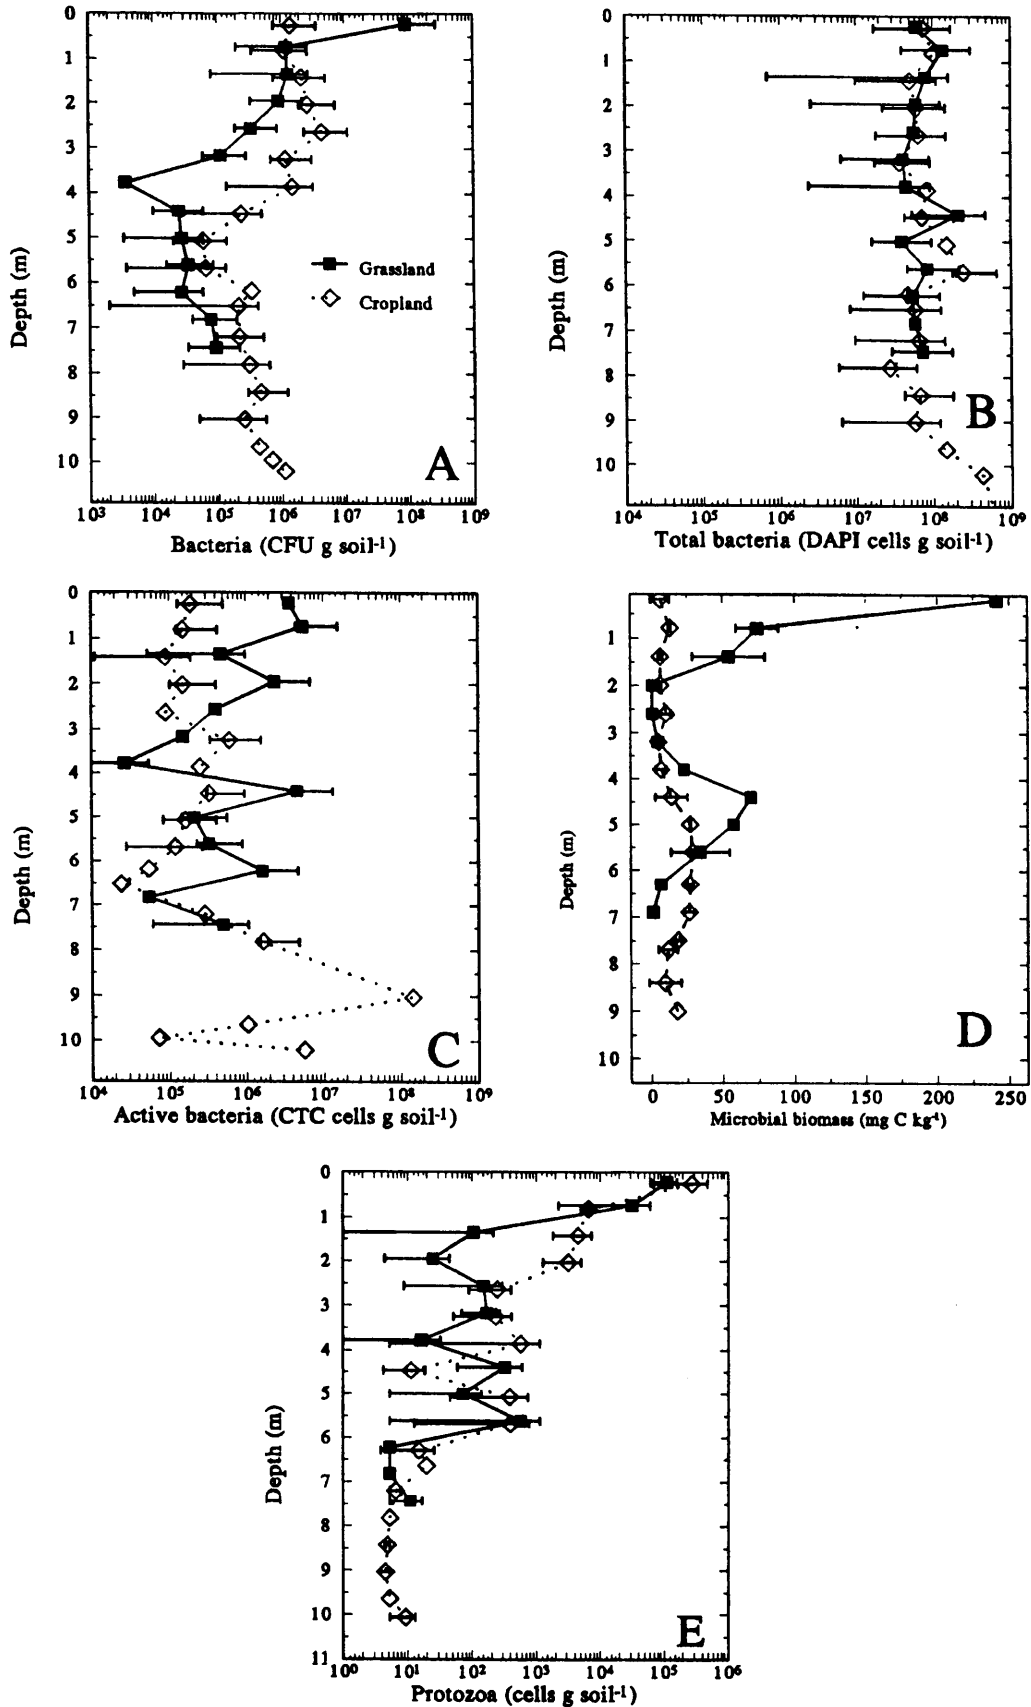 0
1
2
3
4
5
6
7
8
9
10
Depth (m)
Grassland
Cropland
A
10³ 10⁴ 10⁵ 10⁶ 10⁷ 10⁸ 10⁹
Bacteria (CFU g soil⁻¹)
0
1
2
3
4
5
6
7
8
9
10
Depth (m)
B
10⁴ 10⁵ 10⁶ 10⁷ 10⁸ 10⁹
Total bacteria (DAPI cells g soil⁻¹)
0
1
2
3
4
5
6
7
8
9
10
Depth (m)
C
10⁴ 10⁵ 10⁶ 10⁷ 10⁸ 10⁹
Active bacteria (CTC cells g soil⁻¹)
0
1
2
3
4
5
6
7
8
9
10
Depth (m)
D
0 50 100 150 200 250
Microbial biomass (mg C kg⁻¹)
0
1
2
3
4
5
6
7
8
9
10
11
Depth (m)
E
10⁰ 10¹ 10² 10³ 10⁴ 10⁵ 10⁶
Protozoa (cells g soil⁻¹)